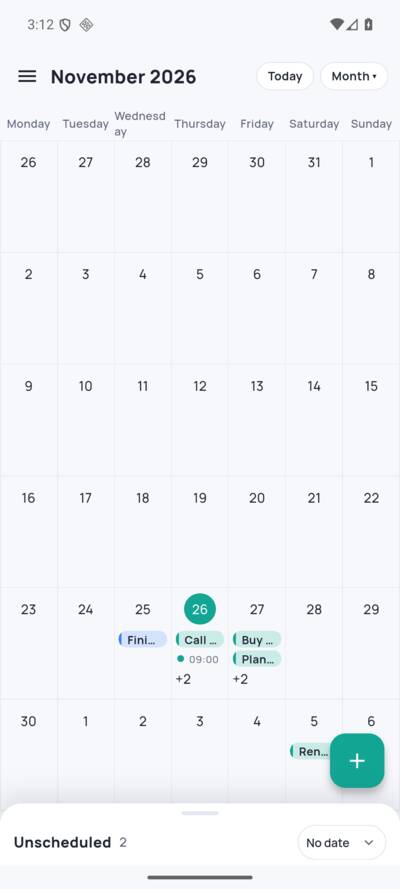 3:12
November 2026
Today
Month
Monday Tuesday Wednesd
ay Thursday Friday Saturday Sunday
26 27 28 29 30 31 1
2 3 4 5 6 7 8
9 10 11 12 13 14 15
16 17 18 19 20 21 22
23 24 25 26 27 28 29
Fini... Call ... Buy ...
09:00 Plan...
+2 +2
30 1 2 3 4 5 6
Ren...
+
Unscheduled 2
No date